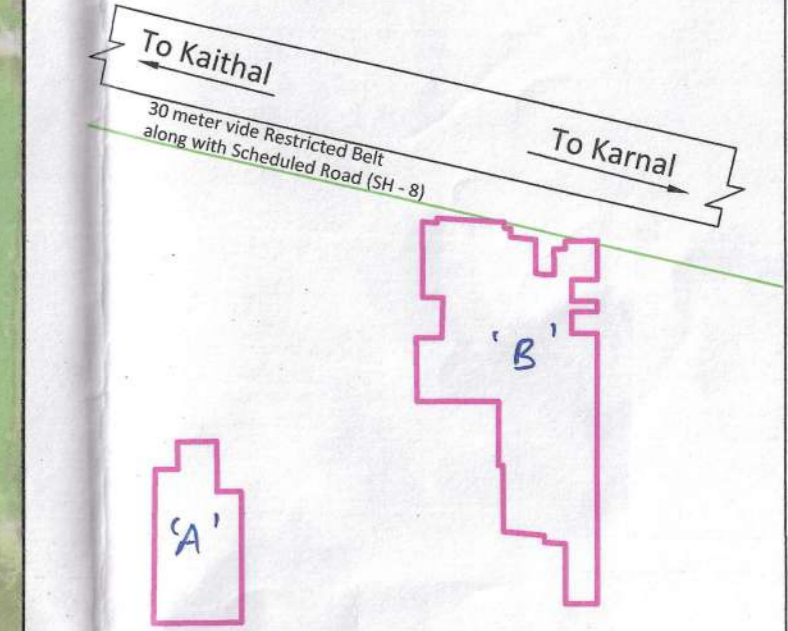 To Kaithal
30 meter vide Restricted Belt
along with Scheduled Road (SH - 8)
To Karnal
'B'
'A'